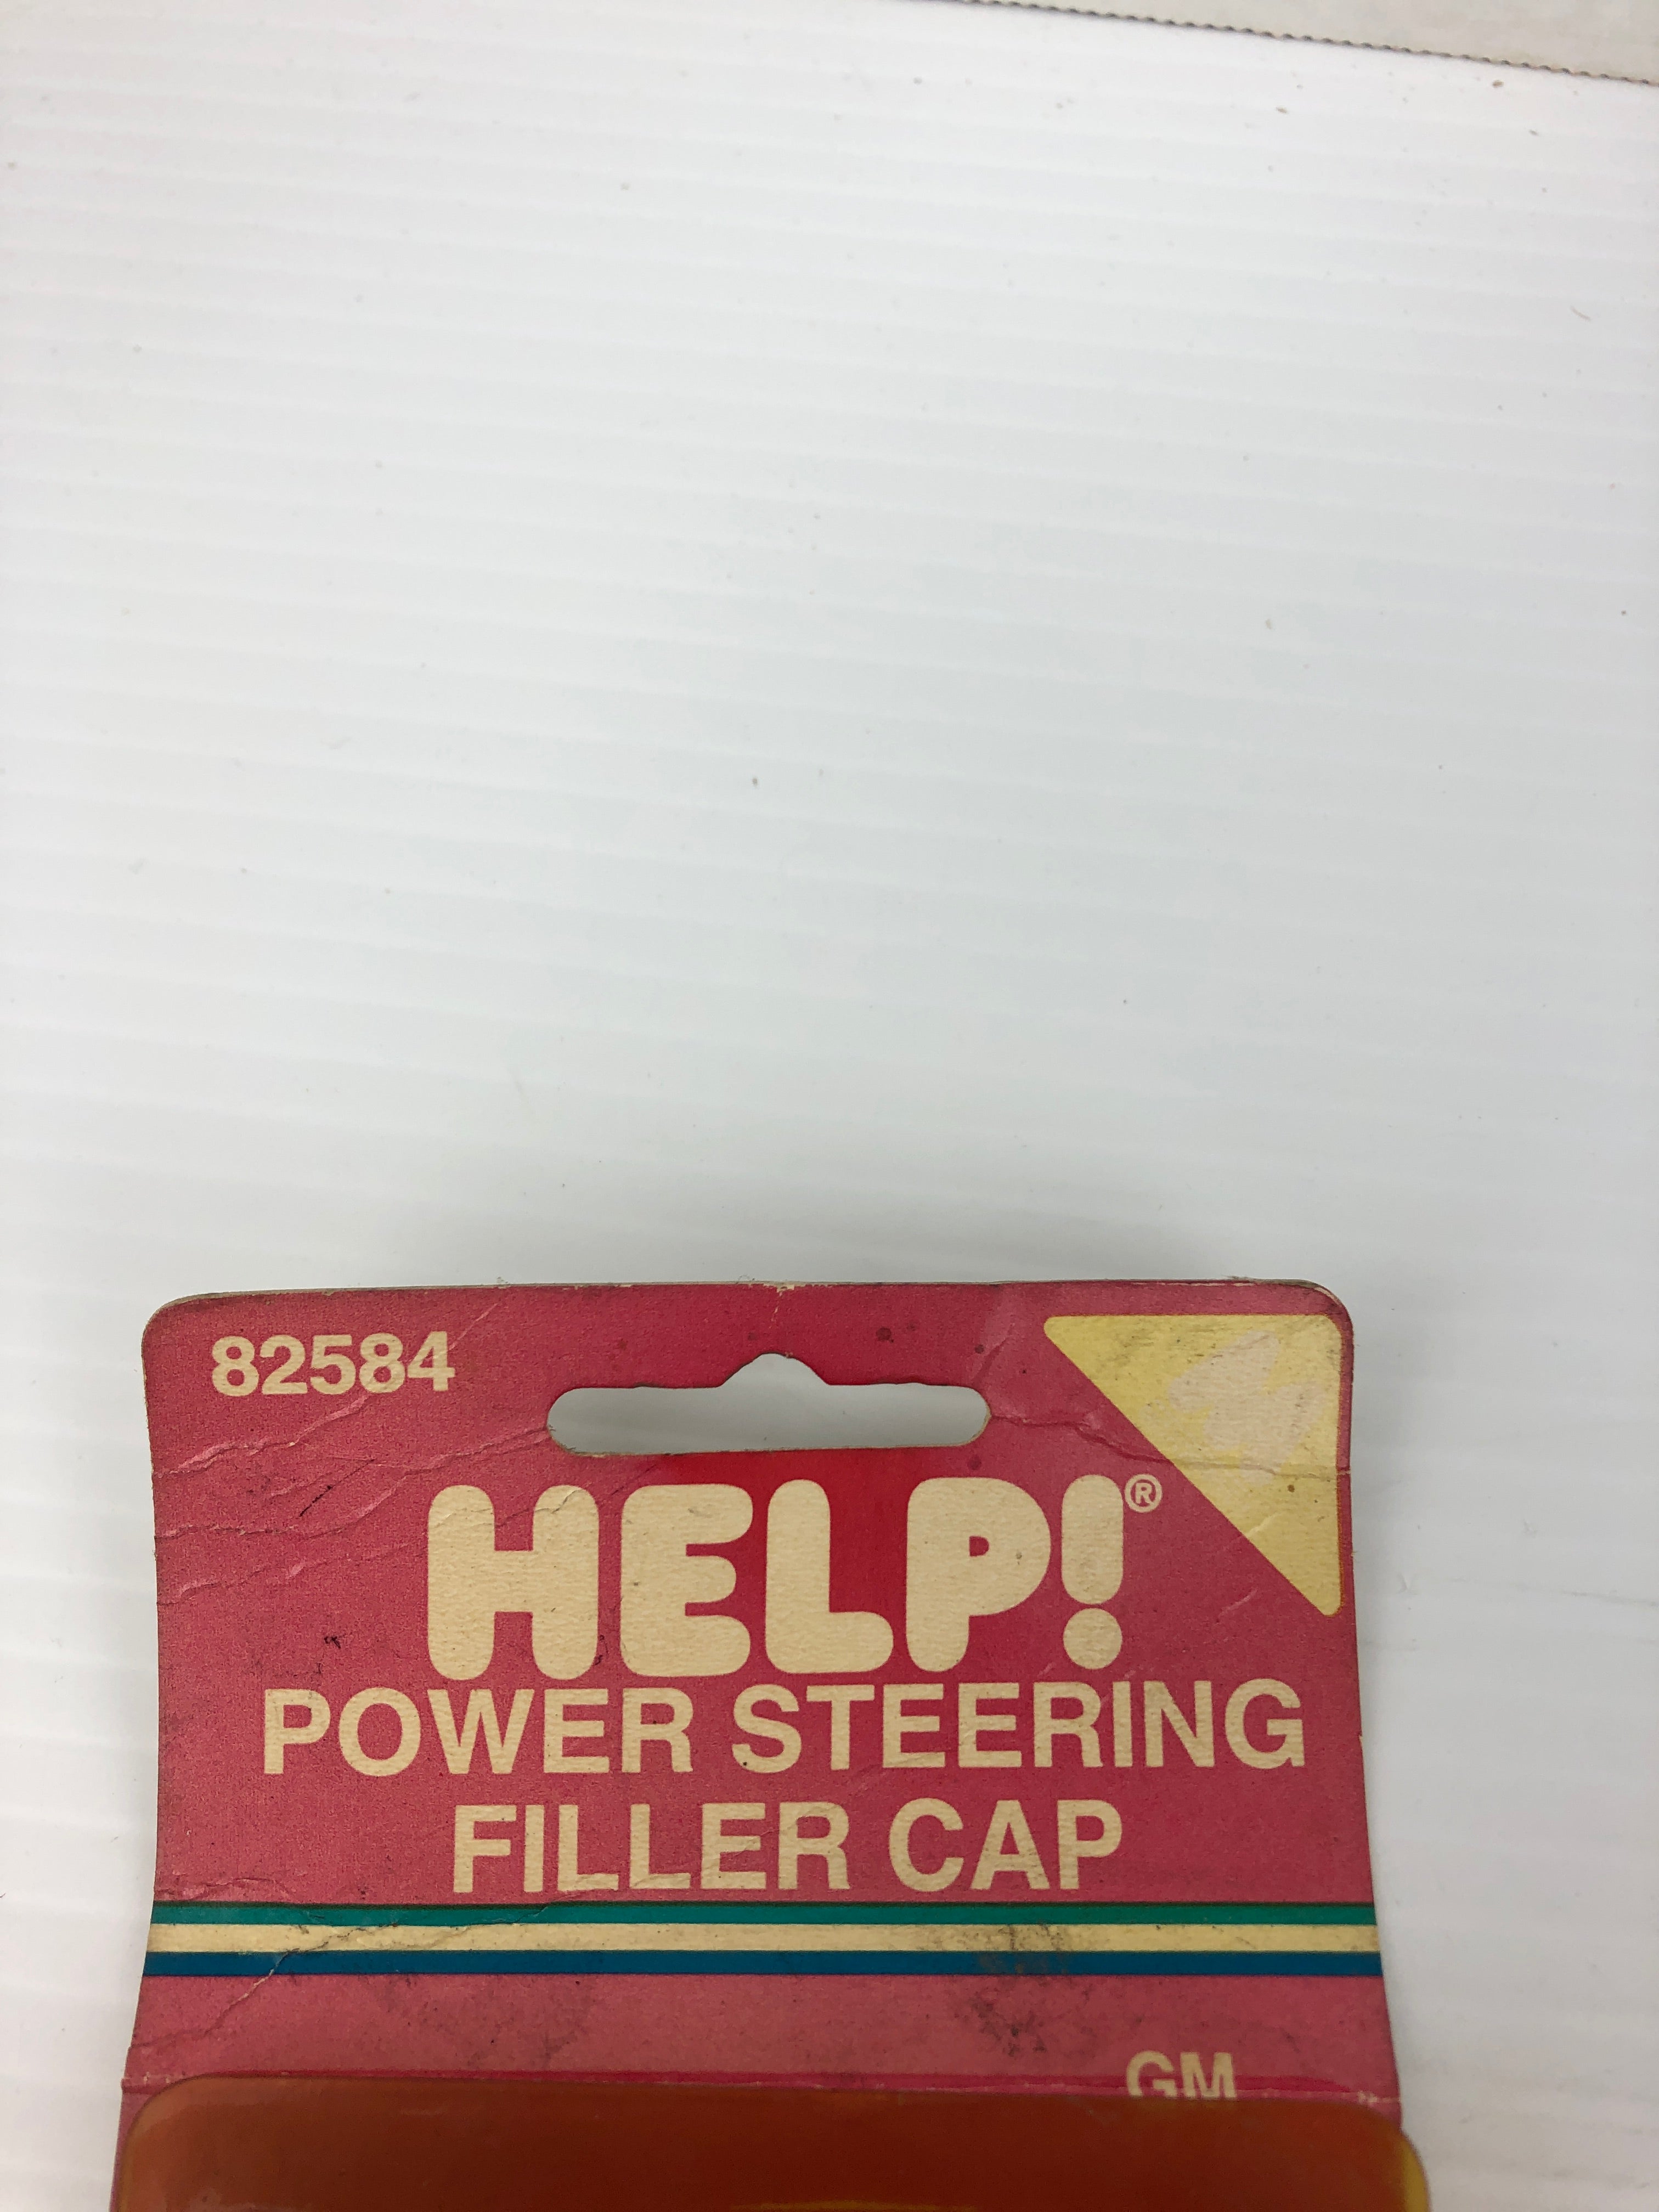 82584
HELP!®
POWER STEERING
FILLER CAP
GM